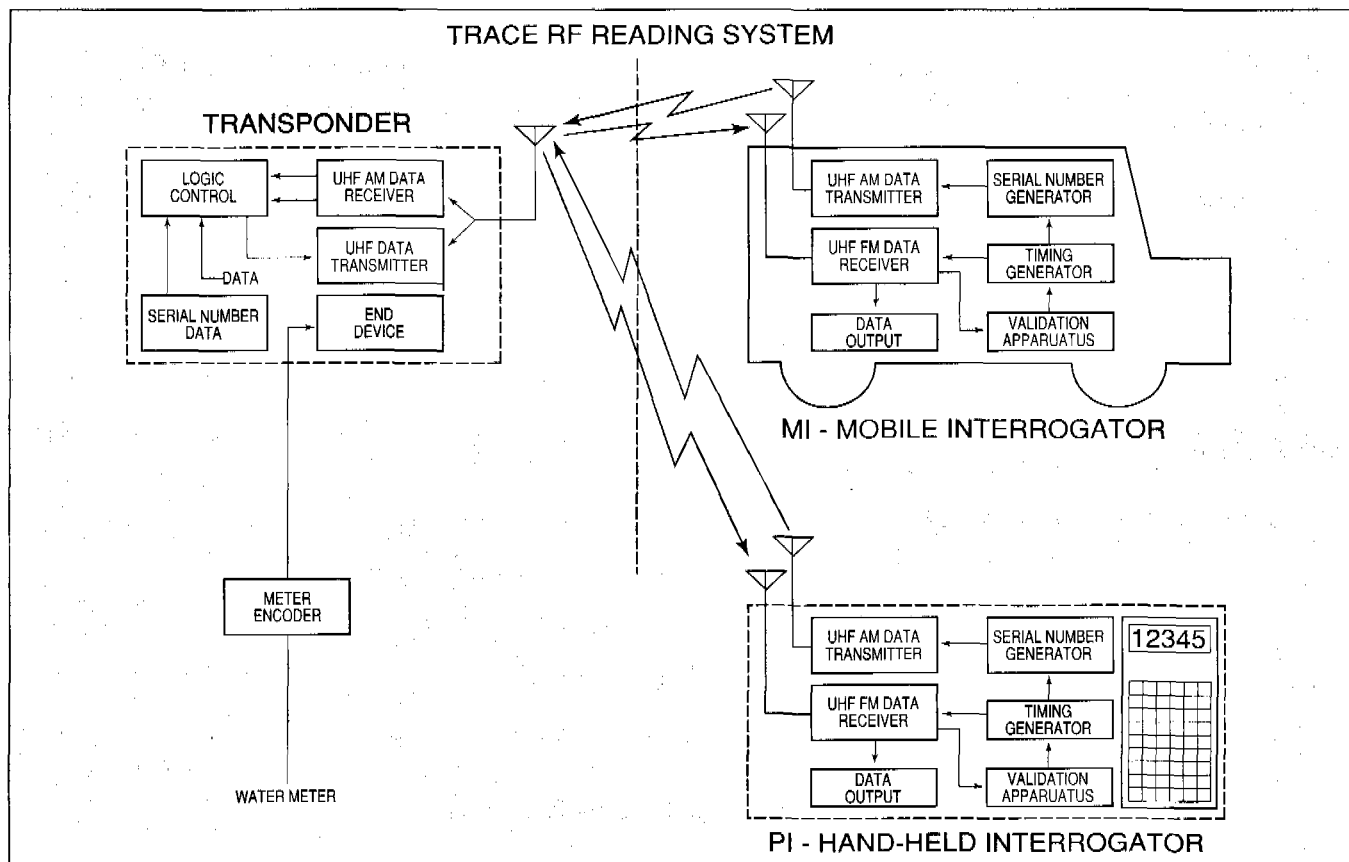 TRACE RF READING SYSTEM
TRANSPONDER
LOGIC
CONTROL
UHF AM DATA
RECEIVER
UHF DATA
TRANSMITTER
DATA
SERIAL NUMBER
DATA
END
DEVICE
METER
ENCODER
WATER METER
UHF AM DATA
TRANSMITTER
SERIAL NUMBER
GENERATOR
UHF FM DATA
RECEIVER
TIMING
GENERATOR
DATA
OUTPUT
VALIDATION
APPARUATUS
MI - MOBILE INTERROGATOR
UHF AM DATA
TRANSMITTER
SERIAL NUMBER
GENERATOR
12345
UHF FM DATA
RECEIVER
TIMING
GENERATOR
DATA
OUTPUT
VALIDATION
APPARUATUS
PI - HAND-HELD INTERROGATOR